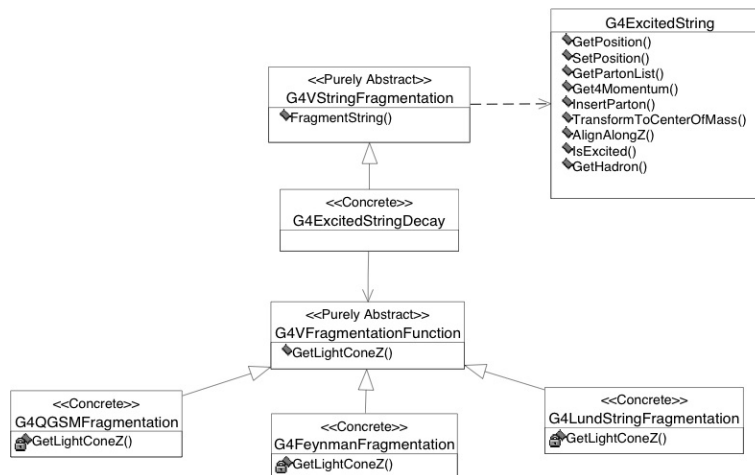 G4ExcitedString
GetPosition()
SetPosition()
GetPartonList()
Get4Momentum()
InsertParton()
TransformToCenterOfMass()
AlignAlongZ()
IsExcited()
GetHadron()
<<Purely Abstract>>
G4VStringFragmentation
FragmentString()
<<Concrete>>
G4ExcitedStringDecay
<<Purely Abstract>>
G4VFragmentationFunction
GetLightConeZ()
<<Concrete>>
G4QGSMFragmentation
GetLightConeZ()
<<Concrete>>
G4FeynmanFragmentation
GetLightConeZ()
<<Concrete>>
G4LundStringFragmentation
GetLightConeZ()